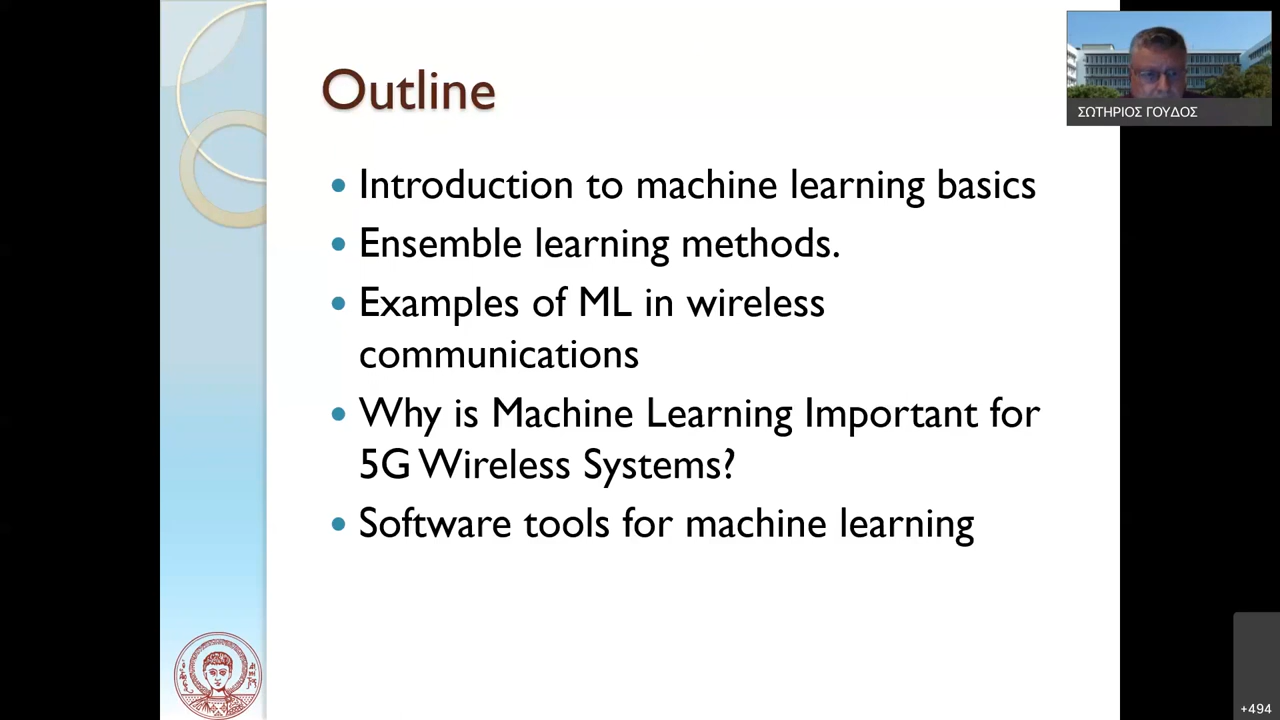 Outline
ΣΩΤΗΡΙΟΣ ΓΟΥΔΟΣ
• Introduction to machine learning basics
• Ensemble learning methods.
• Examples of ML in wireless
communications
• Why is Machine Learning Important for
5G Wireless Systems?
• Software tools for machine learning
+494